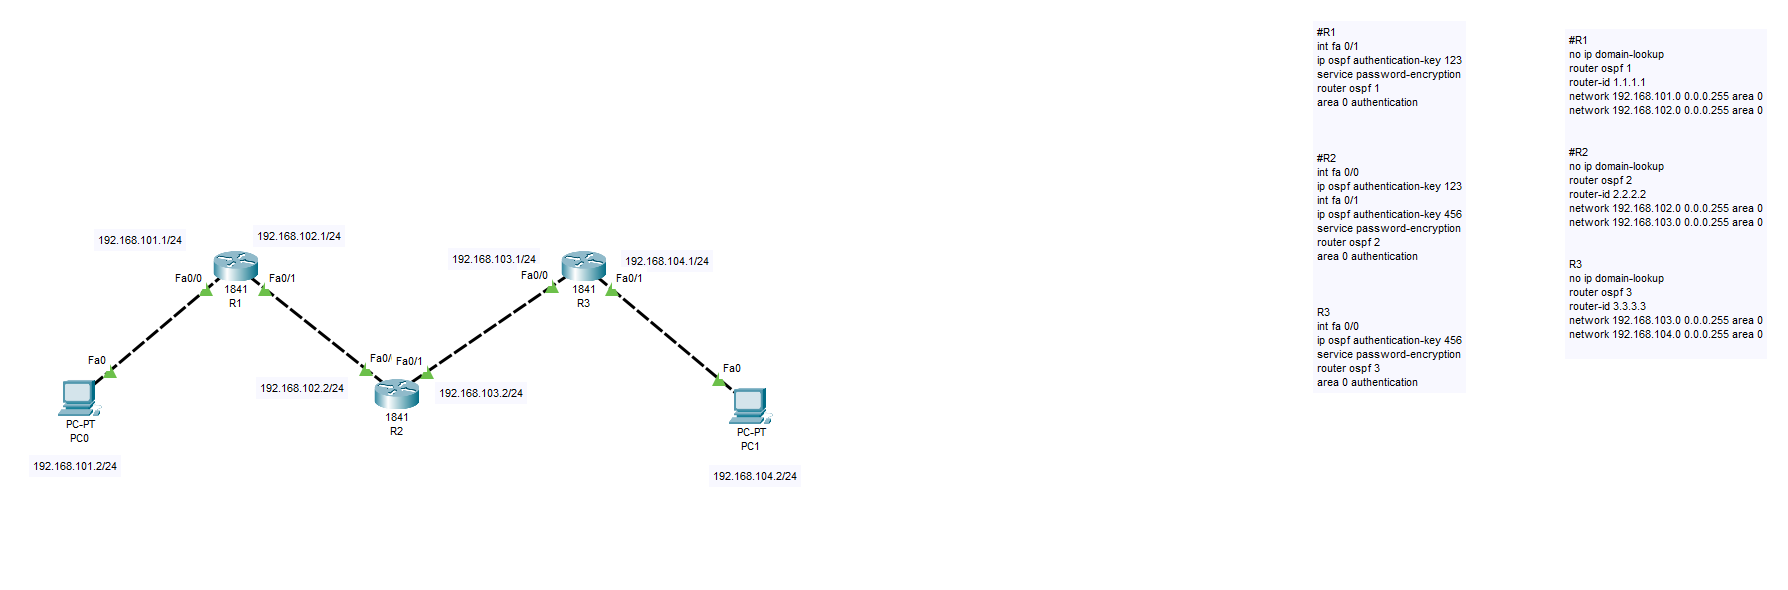 192.168.101.1/24
192.168.102.1/24
Fa0/0
Fa0/1
1841
R1
192.168.103.1/24
192.168.104.1/24
Fa0/0
Fa0/1
1841
R3
Fa0
Fa0/
Fa0/1
192.168.102.2/24
192.168.103.2/24
1841
R2
PC-PT
PC0
192.168.101.2/24
Fa0
PC-PT
PC1
192.168.104.2/24
#R1
int fa 0/1
ip ospf authentication-key 123
service password-encryption
router ospf 1
area 0 authentication
#R2
int fa 0/0
ip ospf authentication-key 123
int fa 0/1
ip ospf authentication-key 456
service password-encryption
router ospf 2
area 0 authentication
R3
int fa 0/0
ip ospf authentication-key 456
service password-encryption
router ospf 3
area 0 authentication
#R1
no ip domain-lookup
router ospf 1
router-id 1.1.1.1
network 192.168.101.0 0.0.0.255 area 0
network 192.168.102.0 0.0.0.255 area 0
#R2
no ip domain-lookup
router ospf 2
router-id 2.2.2.2
network 192.168.102.0 0.0.0.255 area 0
network 192.168.103.0 0.0.0.255 area 0
R3
no ip domain-lookup
router ospf 3
router-id 3.3.3.3
network 192.168.103.0 0.0.0.255 area 0
network 192.168.104.0 0.0.0.255 area 0